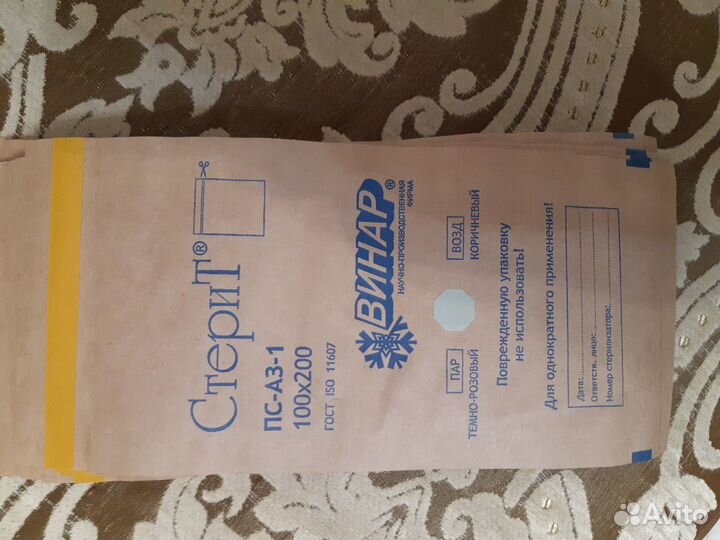 СтериТ®
ПС-АЗ-1
100х200
ГОСТ ISO 11607
ВИНАР®
НАУЧНО-ПРОИЗВОДСТВЕННАЯ
ФИРМА
ПАР
ТЕМНО-РОЗОВЫЙ
ВОЗД
КОРИЧНЕВЫЙ
Поврежденную упаковку
не использовать!
Для однократного применения!
Дата:
Ответств. лицо:
Номер стерилизатора:
Avito